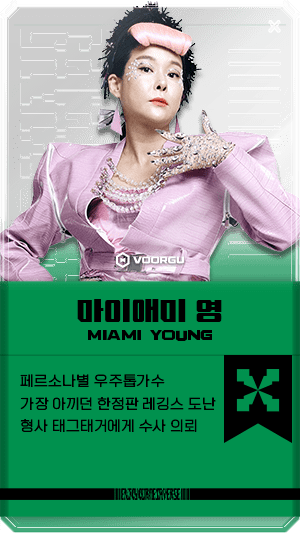 VOORGU
마이애미 영
MIAMI YOUNG
페르소나별 우주톱가수
가장 아끼던 한정판 레깅스 도난
형사 태그태거에게 수사 의뢰